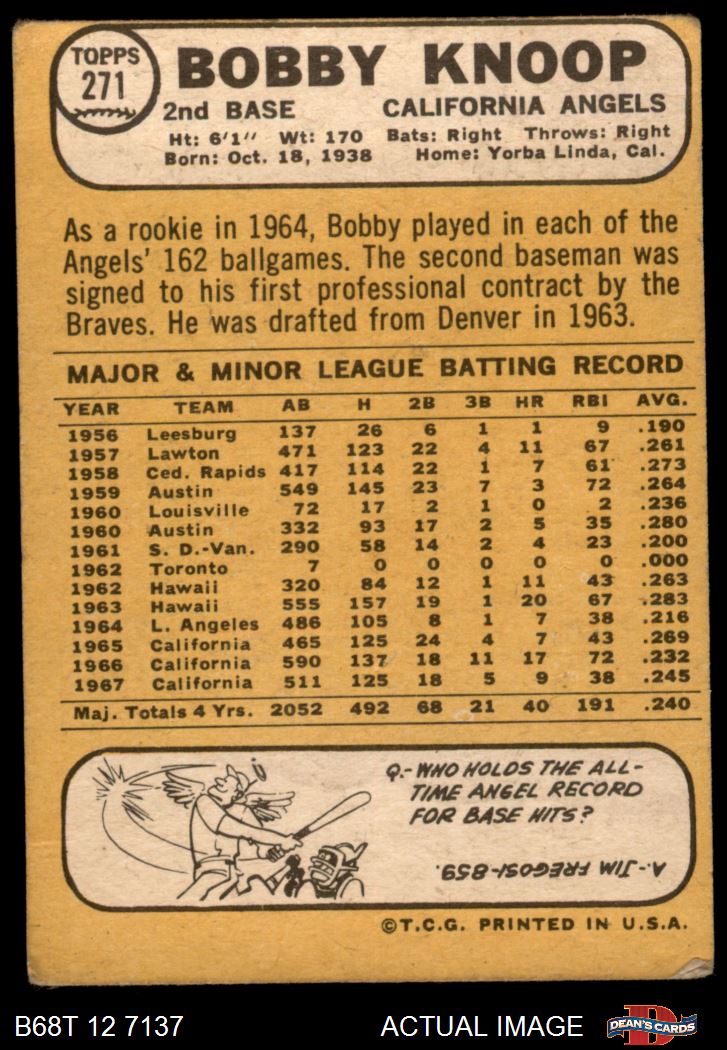 TOPPS
271
BOBBY KNOOP
2nd BASE CALIFORNIA ANGELS
Ht: 6'1" Wt: 170 Bats: Right Throws: Right
Born: Oct. 18, 1938 Home: Yorba Linda, Cal.
As a rookie in 1964, Bobby played in each of the
Angels' 162 ballgames. The second baseman was
signed to his first professional contract by the
Braves. He was drafted from Denver in 1963.
MAJOR & MINOR LEAGUE BATTING RECORD
YEAR TEAM AB H 2B 3B HR RBI AVG.
1956 Leesburg 137 26 6 1 1 9 .190
1957 Lawton 471 123 22 4 11 67 .261
1958 Ced. Rapids 417 114 22 1 7 61 .273
1959 Austin 549 145 23 7 3 72 .264
1960 Louisville 72 17 2 1 0 2 .236
1960 Austin 332 93 17 2 5 35 .280
1961 S. D.-Van. 290 58 14 2 4 23 .200
1962 Toronto 7 0 0 0 0 0 .000
1962 Hawaii 320 84 12 1 11 43 .263
1963 Hawaii 555 157 19 1 20 67 .283
1964 L. Angeles 486 105 8 1 7 38 .216
1965 California 465 125 24 4 7 43 .269
1966 California 590 137 18 11 17 72 .232
1967 California 511 125 18 5 9 38 .245
Maj. Totals 4 Yrs. 2052 492 68 21 40 191 .240
Q.- WHO HOLDS THE ALL-
TIME ANGEL RECORD
FOR BASE HITS?
A.- JIM FREGOSI-859.
©T.C.G. PRINTED IN U.S.A.
B68T 12 7137 ACTUAL IMAGE DEAN'S CARDS